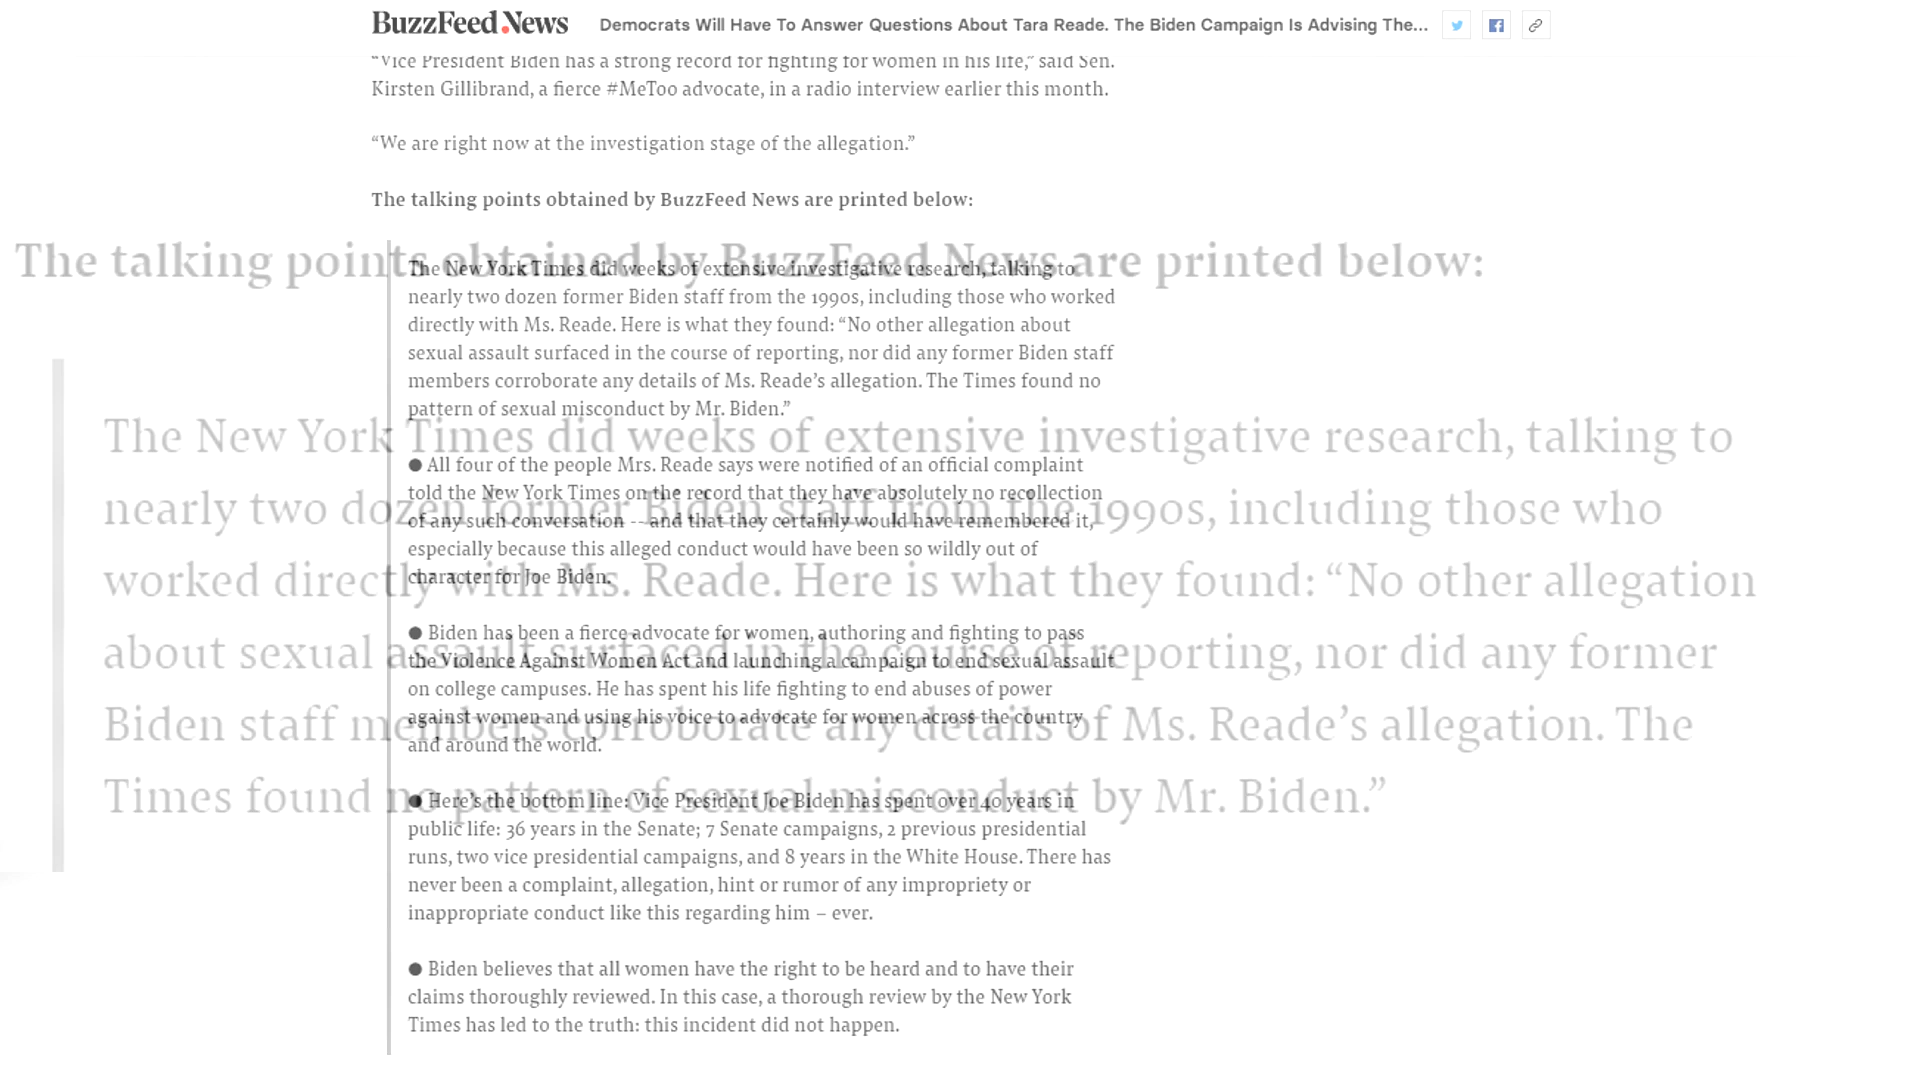 BuzzFeed News
Democrats Will Have To Answer Questions About Tara Reade. The Biden Campaign Is Advising The...
“Vice President Biden has a strong record for fighting for women in his life,” said Sen.
Kirsten Gillibrand, a fierce #MeToo advocate, in a radio interview earlier this month.
“We are right now at the investigation stage of the allegation.”
The talking points obtained by BuzzFeed News are printed below:
The New York Times did weeks of extensive investigative research, talking to
nearly two dozen former Biden staff from the 1990s, including those who worked
directly with Ms. Reade. Here is what they found: “No other allegation about
sexual assault surfaced in the course of reporting, nor did any former Biden staff
members corroborate any details of Ms. Reade’s allegation. The Times found no
pattern of sexual misconduct by Mr. Biden.”
● All four of the people Mrs. Reade says were notified of an official complaint
told the New York Times on the record that they have absolutely no recollection
of any such conversation -- and that they certainly would have remembered it,
especially because this alleged conduct would have been so wildly out of
character for Joe Biden.
● Biden has been a fierce advocate for women, authoring and fighting to pass
the Violence Against Women Act and launching a campaign to end sexual assault
on college campuses. He has spent his life fighting to end abuses of power
against women and using his voice to advocate for women across the country
and around the world.
● Here’s the bottom line: Vice President Joe Biden has spent over 40 years in
public life: 36 years in the Senate; 7 Senate campaigns, 2 previous presidential
runs, two vice presidential campaigns, and 8 years in the White House. There has
never been a complaint, allegation, hint or rumor of any impropriety or
inappropriate conduct like this regarding him – ever.
● Biden believes that all women have the right to be heard and to have their
claims thoroughly reviewed. In this case, a thorough review by the New York
Times has led to the truth: this incident did not happen.
The talking points obtained by BuzzFeed News are printed below:
The New York Times did weeks of extensive investigative research, talking to
nearly two dozen former Biden staff from the 1990s, including those who
worked directly with Ms. Reade. Here is what they found: “No other allegation
about sexual assault surfaced in the course of reporting, nor did any former
Biden staff members corroborate any details of Ms. Reade’s allegation. The
Times found no pattern of sexual misconduct by Mr. Biden.”